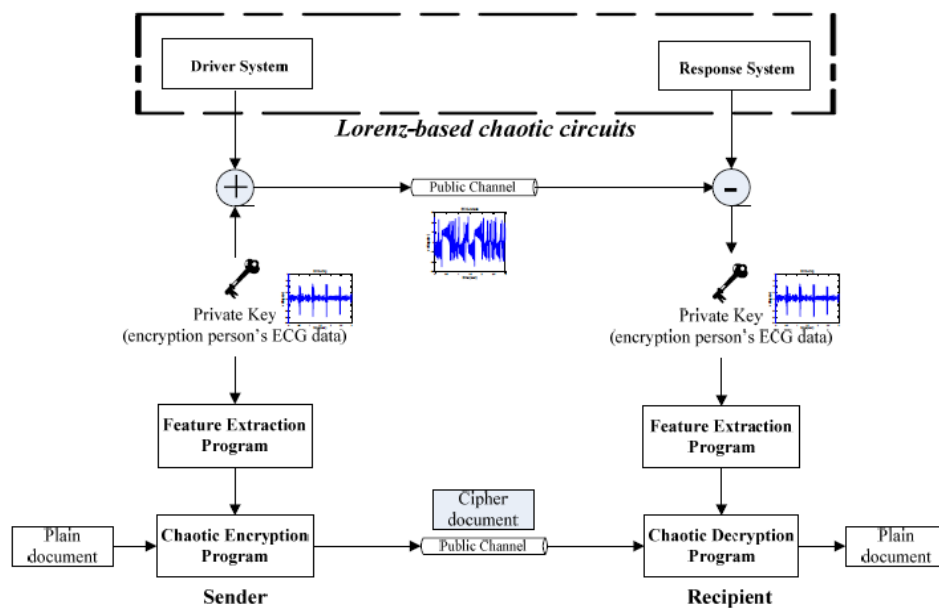 Driver System
Response System
Lorenz-based chaotic circuits
+
Public Channel
-
Private Key
(encryption person's ECG data)
Private Key
(encryption person's ECG data)
Feature Extraction
Program
Feature Extraction
Program
Cipher
document
Plain
document
Chaotic Encryption
Program
Public Channel
Chaotic Decryption
Program
Plain
document
Sender
Recipient